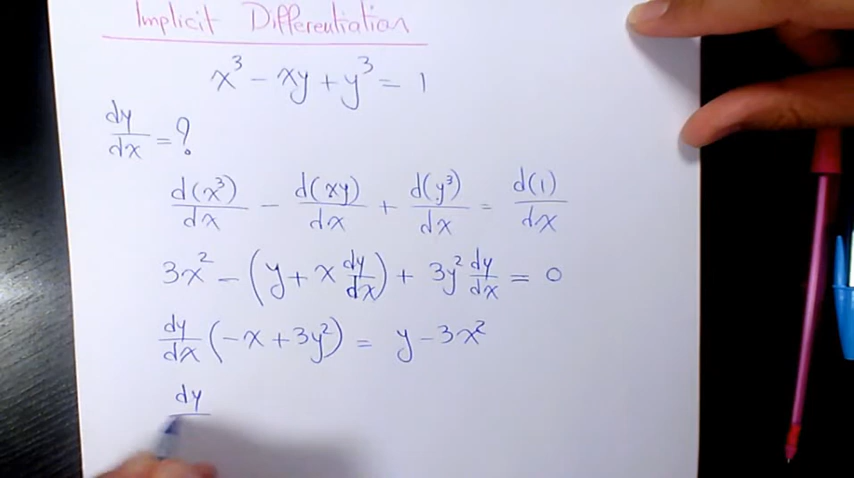 Implicit Differentiation
x³ - xy + y³ = 1
dy/dx = ?
d(x³)/dx - d(xy)/dx + d(y³)/dx = d(1)/dx
3x² - (y + x dy/dx) + 3y² dy/dx = 0
dy/dx (-x + 3y²) = y - 3x²
dy